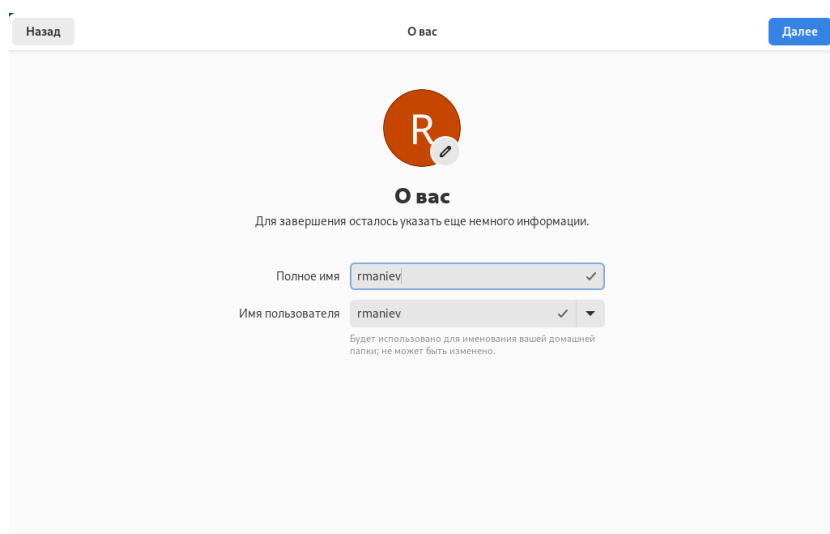 Назад
О вас
Далее
R
О вас
Для завершения осталось указать еще немного информации.
Полное имя rmaniev
Имя пользователя rmaniev
Будет использовано для именования вашей домашней
папки; не может быть изменено.